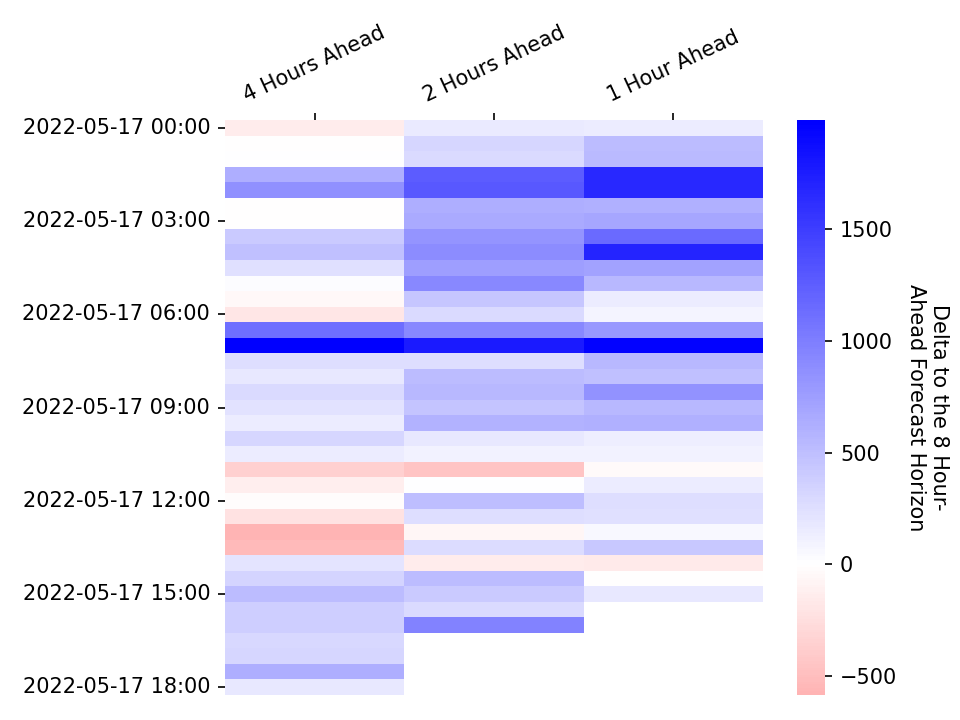 4 Hours Ahead
2 Hours Ahead
1 Hour Ahead
2022-05-17 00:00
2022-05-17 03:00
2022-05-17 06:00
2022-05-17 09:00
2022-05-17 12:00
2022-05-17 15:00
2022-05-17 18:00
1500
1000
500
0
−500
Delta to the 8 Hour-
Ahead Forecast Horizon